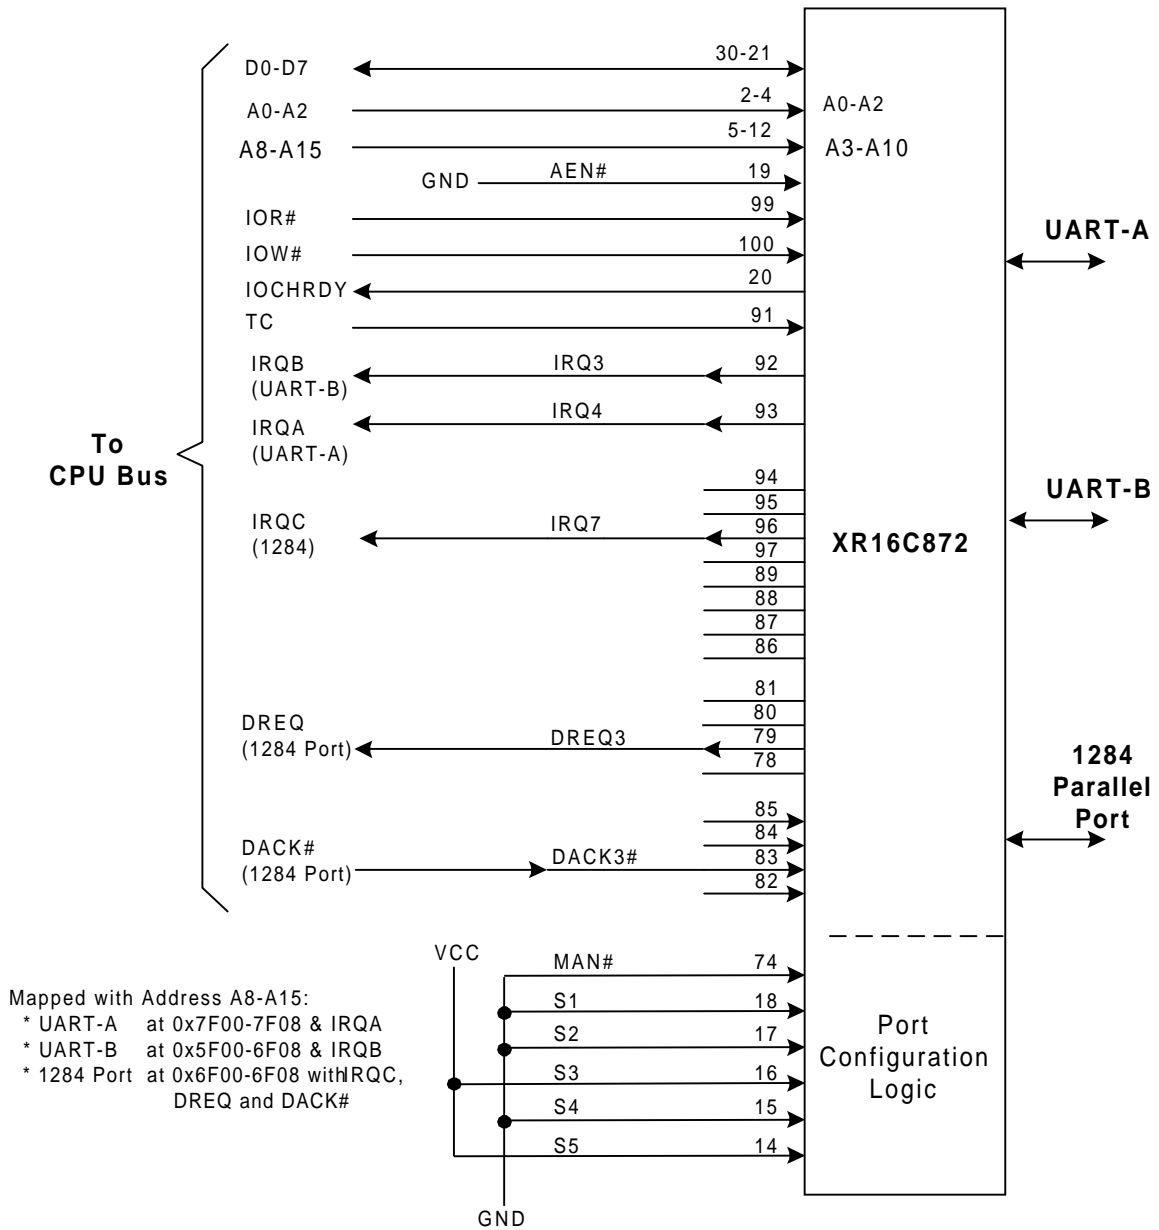 D0-D7
30-21
A0-A2
2-4
A0-A2
A8-A15
5-12
A3-A10
GND
AEN#
19
IOR#
99
IOW#
100
IOCHRDY
20
TC
91
UART-A
IRQB
(UART-B)
IRQ3
92
IRQA
(UART-A)
IRQ4
93
To
CPU Bus
94
95
IRQC
(1284)
IRQ7
96
97
89
88
87
86
XR16C872
UART-B
81
80
DREQ
(1284 Port)
DREQ3
79
78
1284
Parallel
Port
85
84
DACK#
(1284 Port)
DACK3#
83
82
VCC
MAN#
74
S1
18
S2
17
S3
16
S4
15
S5
14
GND
Port
Configuration
Logic
Mapped with Address A8-A15:
* UART-A at 0x7F00-7F08 & IRQA
* UART-B at 0x5F00-6F08 & IRQB
* 1284 Port at 0x6F00-6F08 withIRQC,
DREQ and DACK#